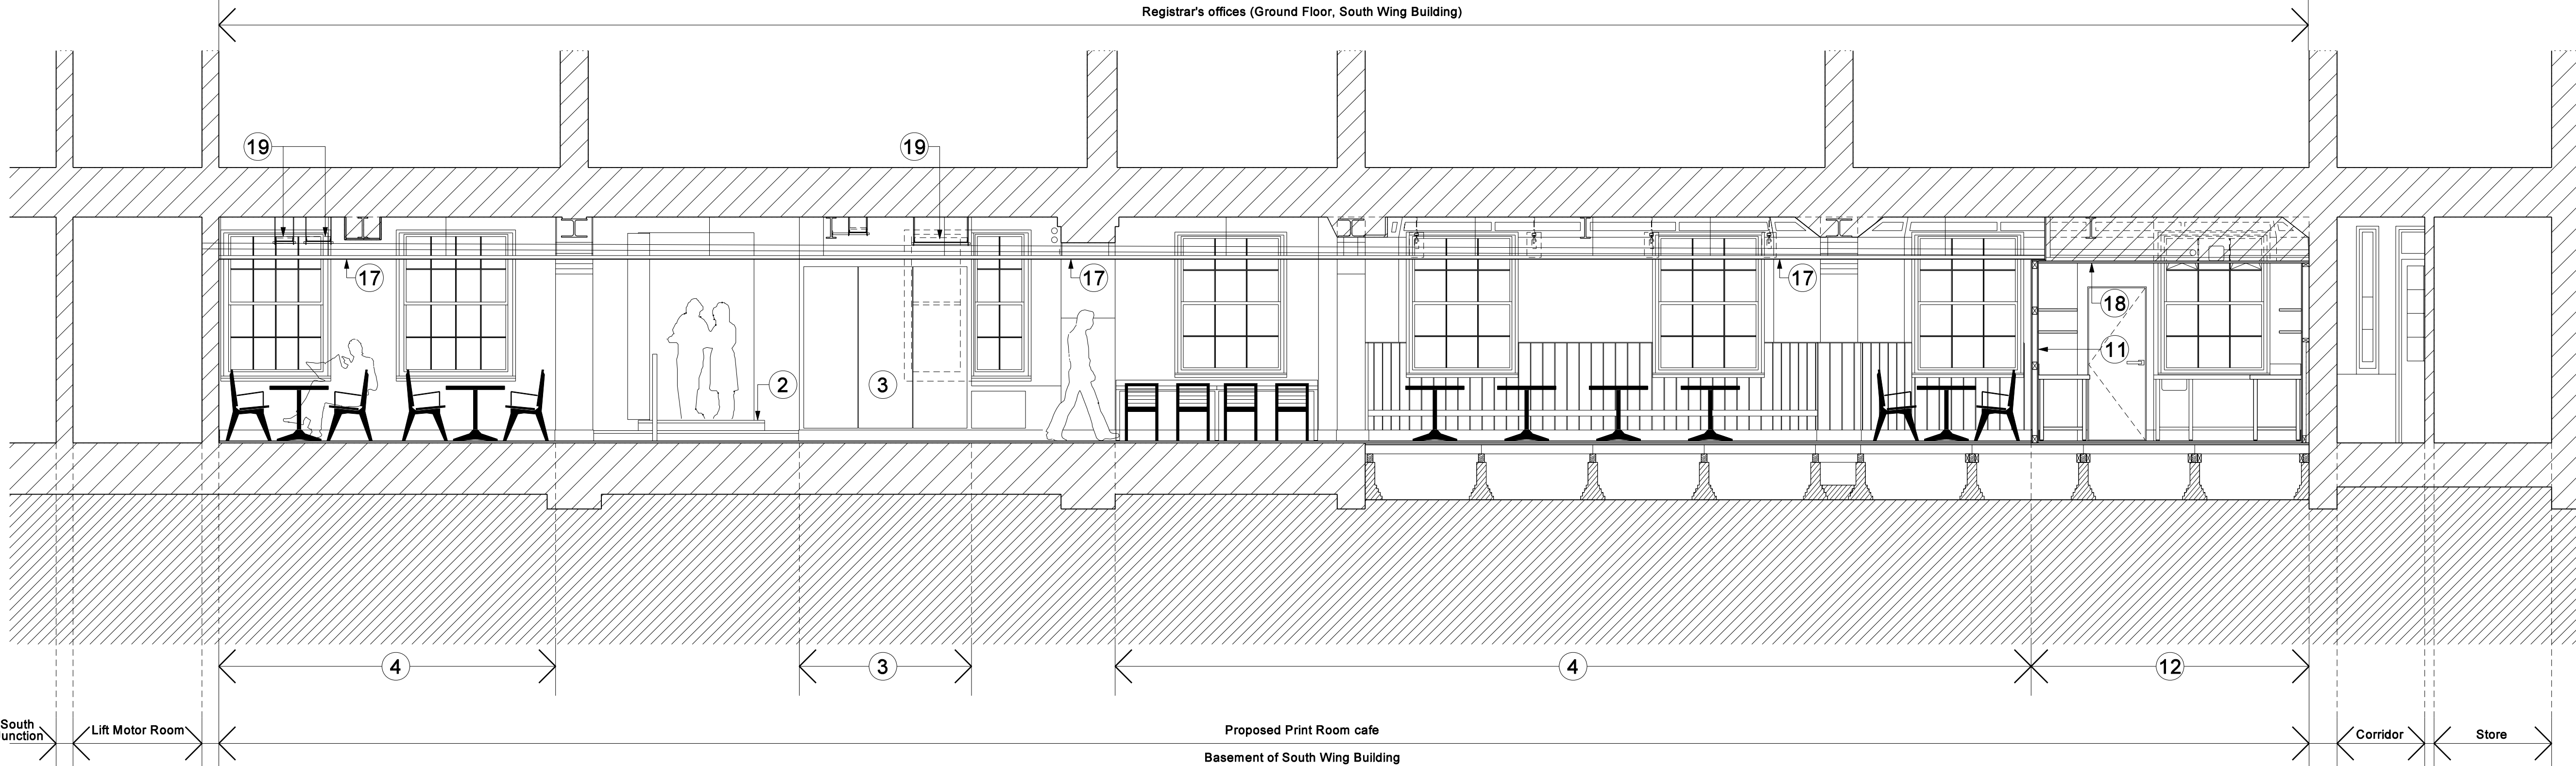 Registrar's offices (Ground Floor, South Wing Building)
19
19
17
17
17
18
11
2
3
4
3
4
12
South
unction
Lift Motor Room
Proposed Print Room cafe
Corridor
Store
Basement of South Wing Building